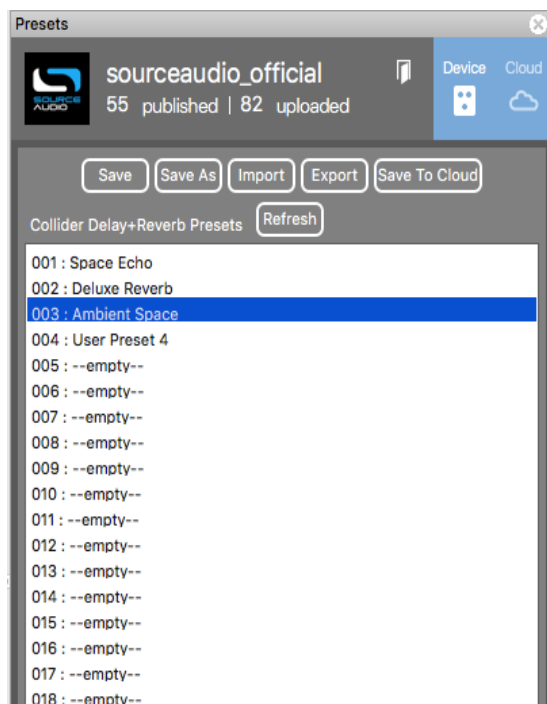 Presets
SOURCE
AUDIO
sourceaudio_official
55 published | 82 uploaded
Device
Cloud
Save
Save As
Import
Export
Save To Cloud
Collider Delay+Reverb Presets
Refresh
001 : Space Echo
002 : Deluxe Reverb
003 : Ambient Space
004 : User Preset 4
005 : --empty--
006 : --empty--
007 : --empty--
008 : --empty--
009 : --empty--
010 : --empty--
011 : --empty--
012 : --empty--
013 : --empty--
014 : --empty--
015 : --empty--
016 : --empty--
017 : --empty--
018 : --empty--